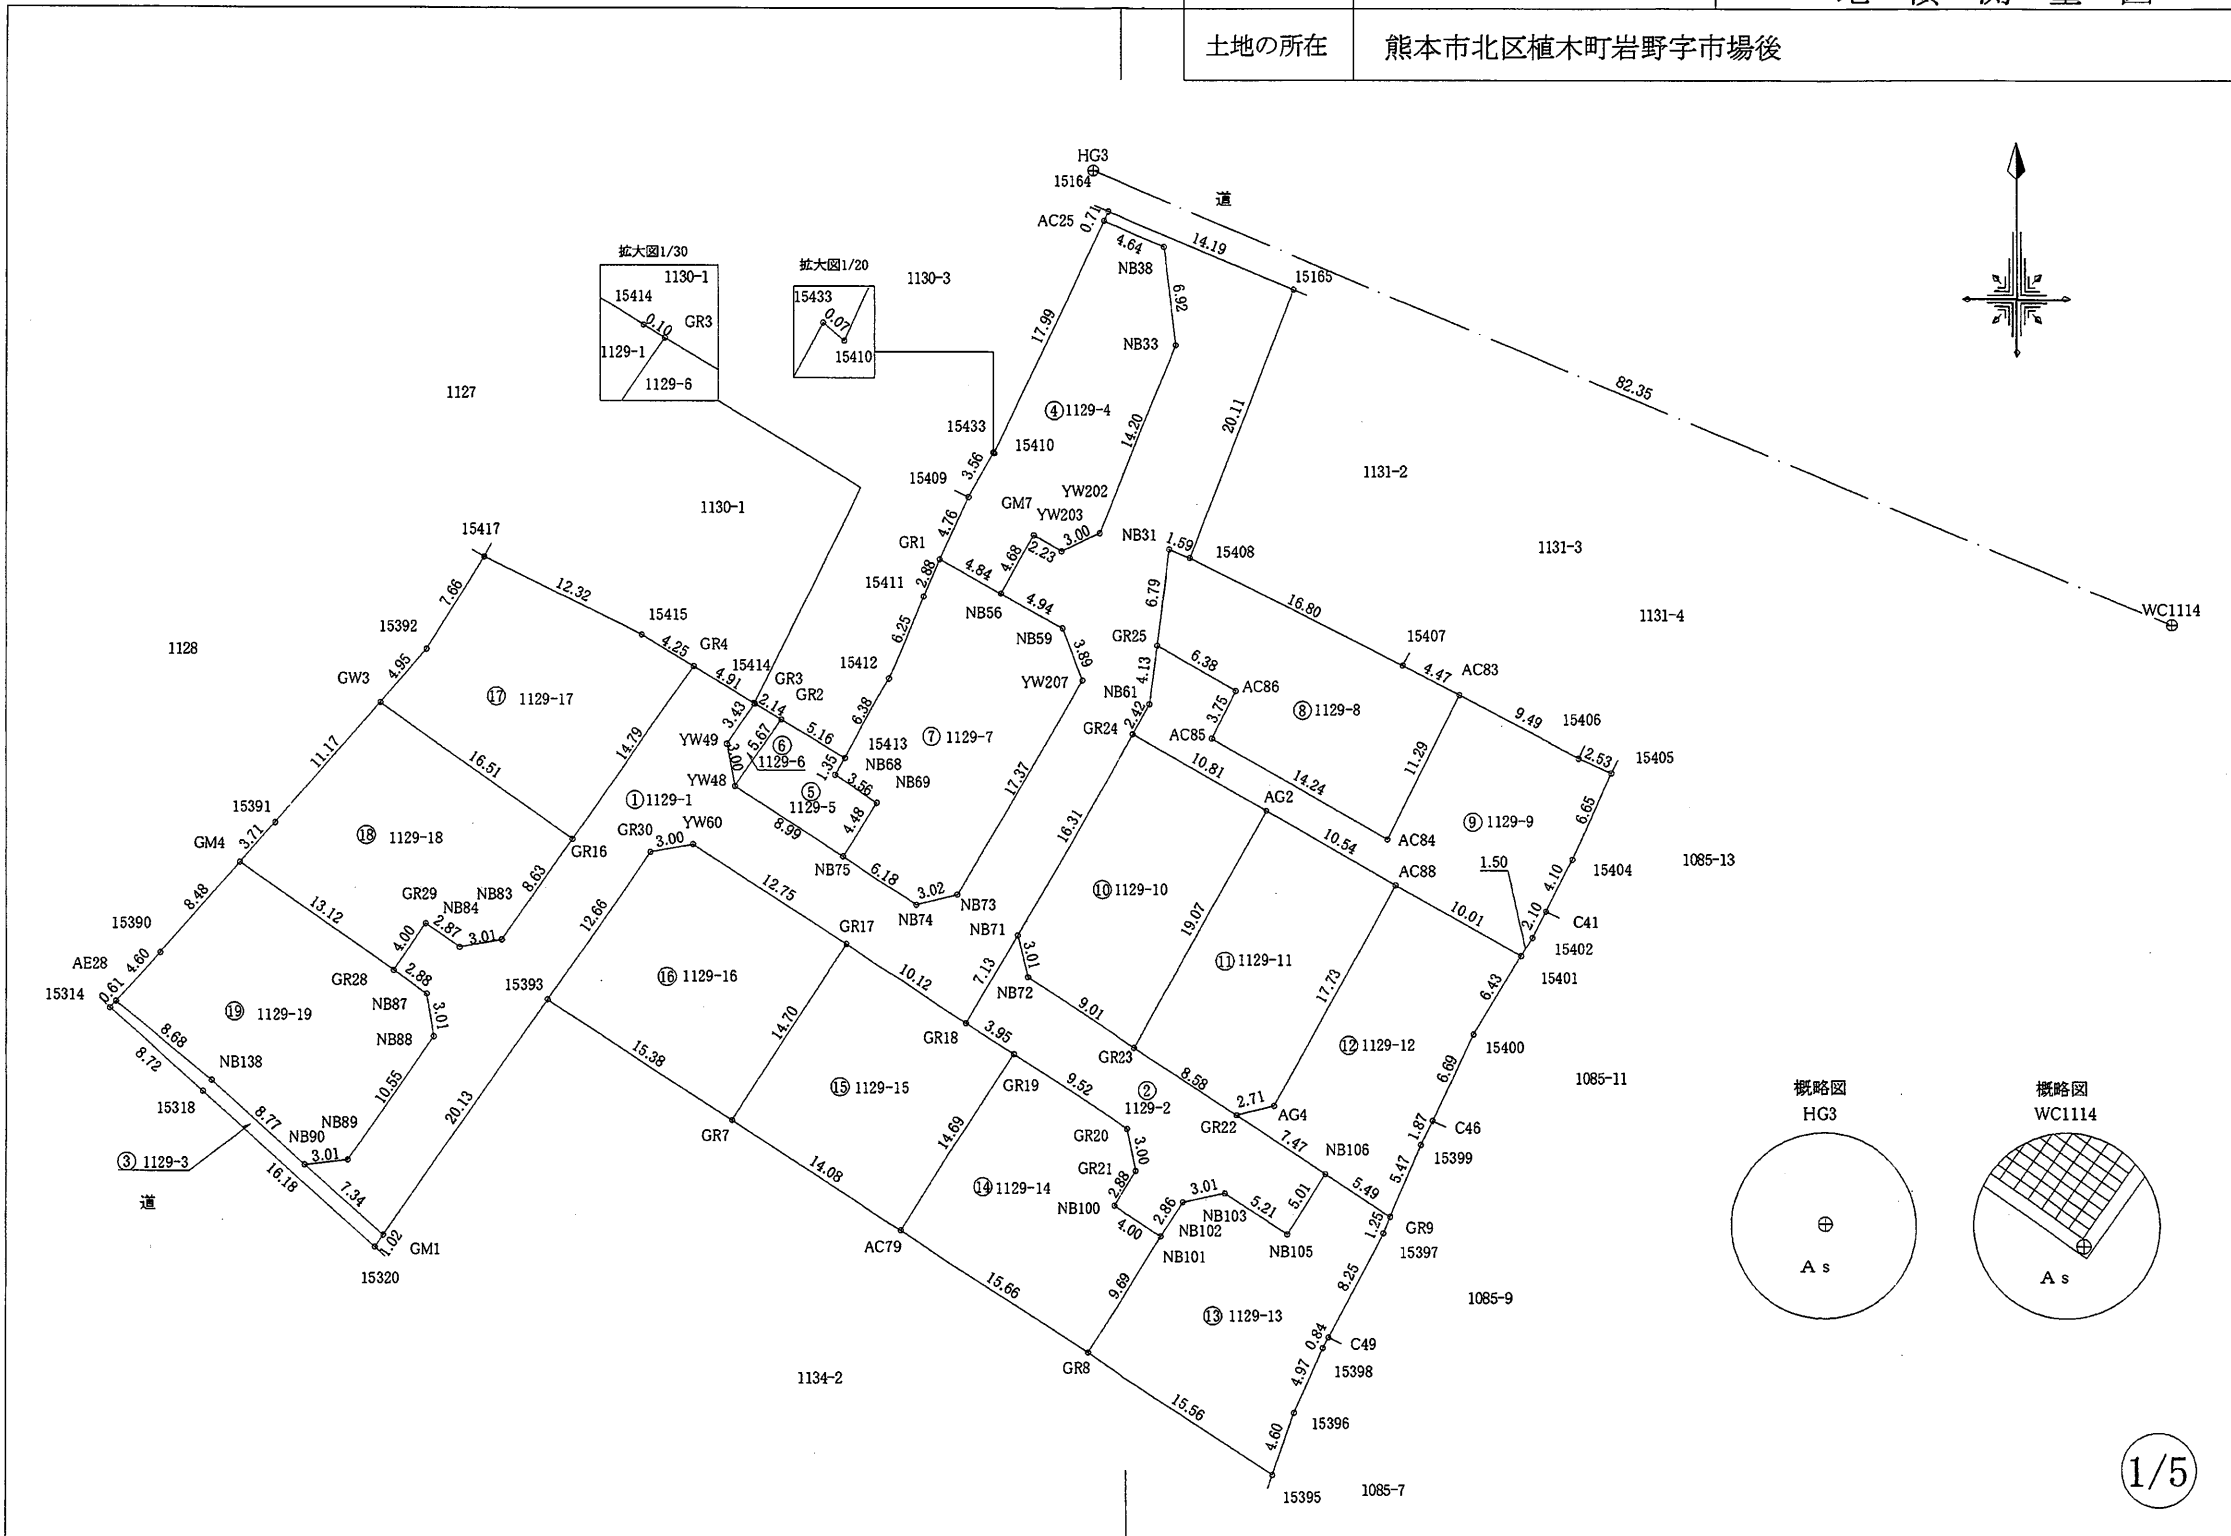 土地の所在 熊本市北区植木町岩野字市場後
HG3
15164
道
AC25
0.71
4.64
14.19
NB38
15165
6.92
NB33
17.99
④1129-4
14.20
20.11
82.35
WC1114
拡大図1/30
1130-1
15414
0.10
GR3
1129-1
1129-6
拡大図1/20
15433
0.07
15410
1130-3
1127
1128
1130-1
1131-2
1131-3
1131-4
15433
15410
3.56
15409
4.76
GM7
YW202
YW203
3.00
2.23
4.68
GR1
4.84
2.88
15411
NB56
4.94
NB59
3.89
YW207
6.25
15412
6.38
⑦1129-7
17.37
NB31
1.59
15408
6.79
16.80
GR25
6.38
4.13
NB61
AC86
3.75
2.42
GR24
AC85
⑧1129-8
15407
4.47
AC83
9.49
15406
2.53
15405
11.29
14.24
6.65
AC84
⑨1129-9
15404
1085-13
4.10
1.50
C41
2.10
15402
15401
15417
7.66
12.32
15392
15415
4.25
GR4
4.91
15414
GR3
GR2
2.14
3.43
5.67
5.16
4.95
GW3
⑰ 1129-17
14.79
YW49
3.00
⑥
1129-6
15413
NB68
1.35
3.56
NB69
YW48
⑤
1129-5
4.48
8.99
11.17
16.51
①1129-1
15391
3.71
GM4
⑱ 1129-18
GR16
8.63
GR30
3.00
YW60
NB75
6.18
3.02
NB74
NB73
12.75
12.66
GR17
8.48
13.12
GR29
NB84
NB83
4.00
2.87
3.01
15390
4.60
AE28
0.61
15314
GR28
2.88
NB87
3.01
NB88
⑲ 1129-19
8.68
8.72
NB138
15318
8.77
10.55
NB89
NB90
3.01
③ 1129-3
道
16.18
7.34
1.02
GM1
15320
20.13
15393
⑯ 1129-16
15.38
14.70
10.12
GR7
⑮ 1129-15
14.08
GR18
3.95
GR19
14.69
AC79
16.31
NB71
3.01
7.13
NB72
9.01
10.81
AG2
10.54
AC88
10.01
⑩1129-10
19.07
⑪1129-11
17.73
6.43
15400
⑫1129-12
6.69
1085-11
GR23
8.58
②
1129-2
2.71
AG4
GR22
7.47
NB106
C46
1.87
15399
5.47
5.49
1.25
GR9
15397
9.52
GR20
3.00
GR21
2.88
NB100
⑭1129-14
4.00
2.86
NB101
3.01
NB102
NB103
5.21
5.01
NB105
9.69
15.66
GR8
⑬1129-13
8.25
1085-9
0.84
C49
15398
4.97
15396
15.56
4.60
15395
1085-7
1134-2
概略図
HG3
As
概略図
WC1114
As
1/5